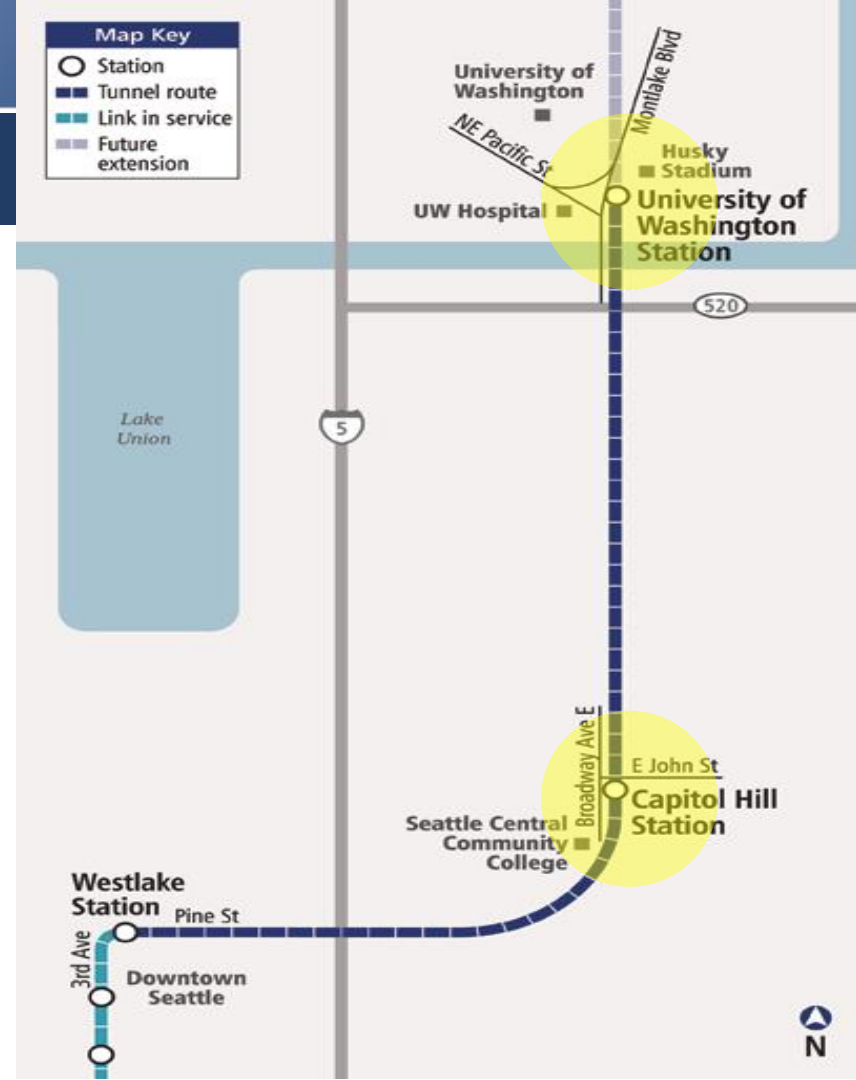 Map Key
Station
Tunnel route
Link in service
Future
extension
University of
Washington
Montlake Blvd
NE Pacific St
Husky
Stadium
UW Hospital
University of
Washington
Station
520
Lake
Union
5
Broadway Ave E
E John St
Capitol Hill
Station
Seattle Central
Community
College
Westlake
Station
Pine St
3rd Ave
Downtown
Seattle
N